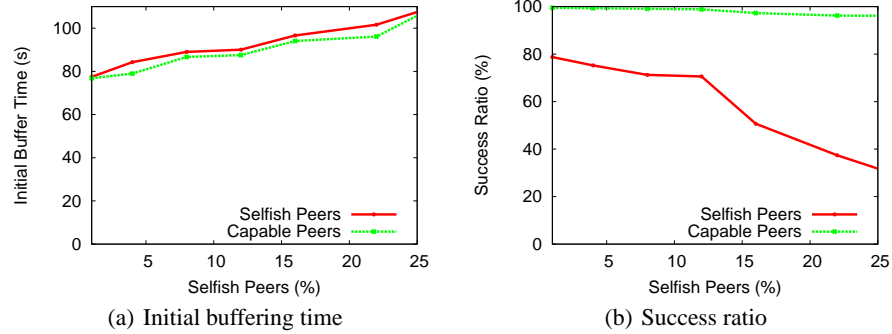 Initial Buffer Time (s)
100
80
60
40
20
0
5
10
15
20
25
Selfish Peers (%)
Selfish Peers
Capable Peers
(a) Initial buffering time
Success Ratio (%)
100
80
60
40
20
0
5
10
15
20
25
Selfish Peers (%)
Selfish Peers
Capable Peers
(b) Success ratio